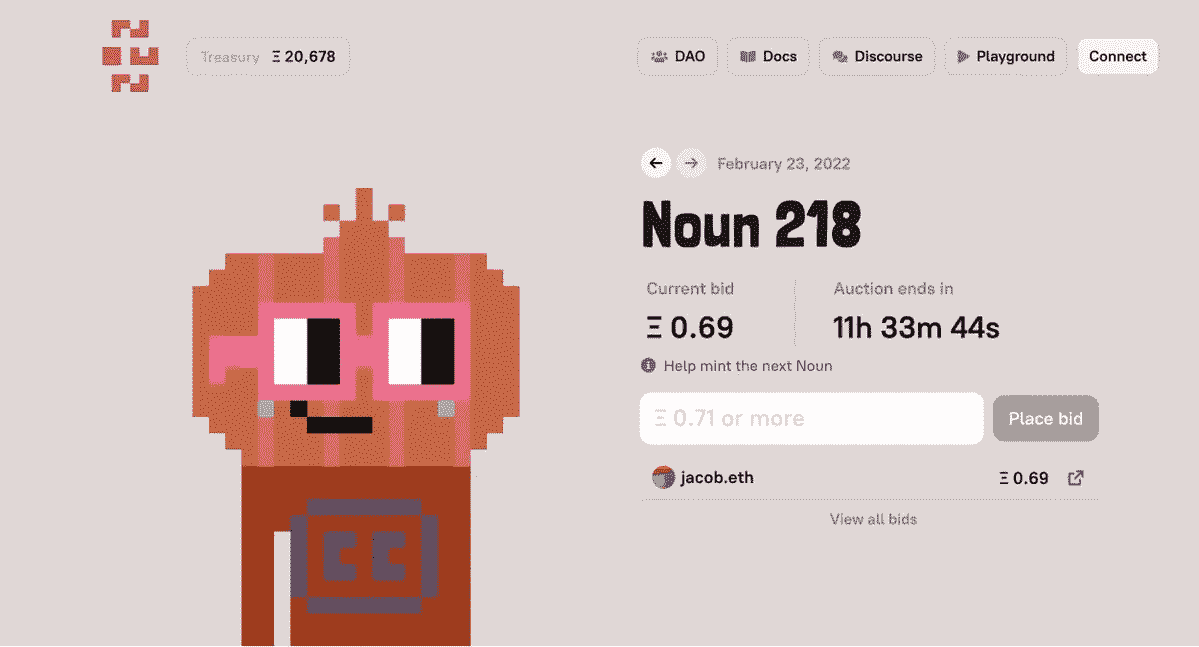 Treasury Ξ 20,678 DAO Docs Discourse Playground Connect
February 23, 2022
Noun 218
Current bid Auction ends in
Ξ 0.69 11h 33m 44s
Help mint the next Noun
Ξ 0.71 or more Place bid
jacob.eth Ξ 0.69
View all bids
CC